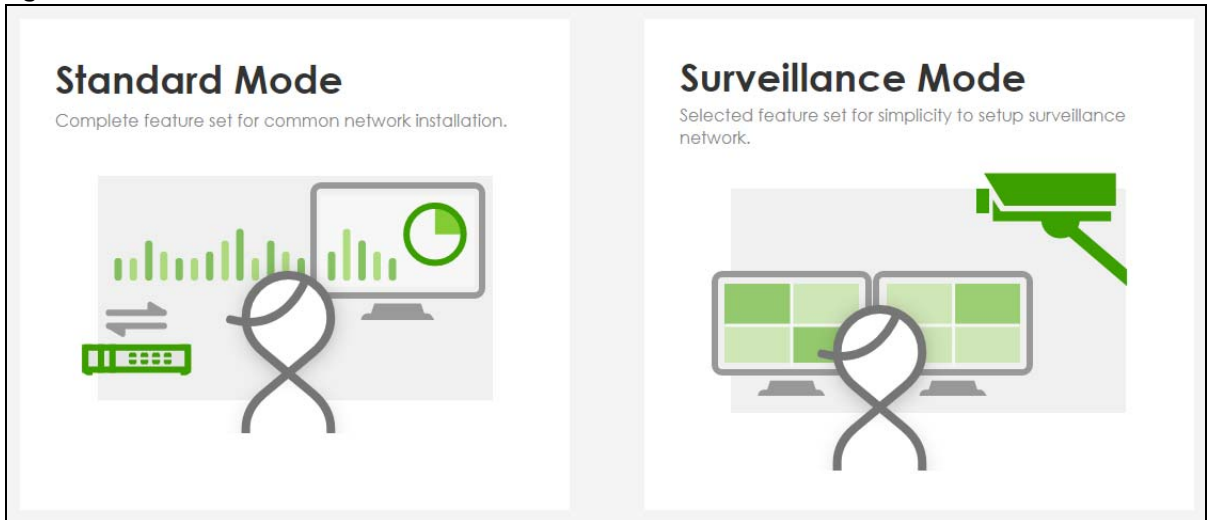 Standard Mode
Complete feature set for common network installation.
Surveillance Mode
Selected feature set for simplicity to setup surveillance
network.